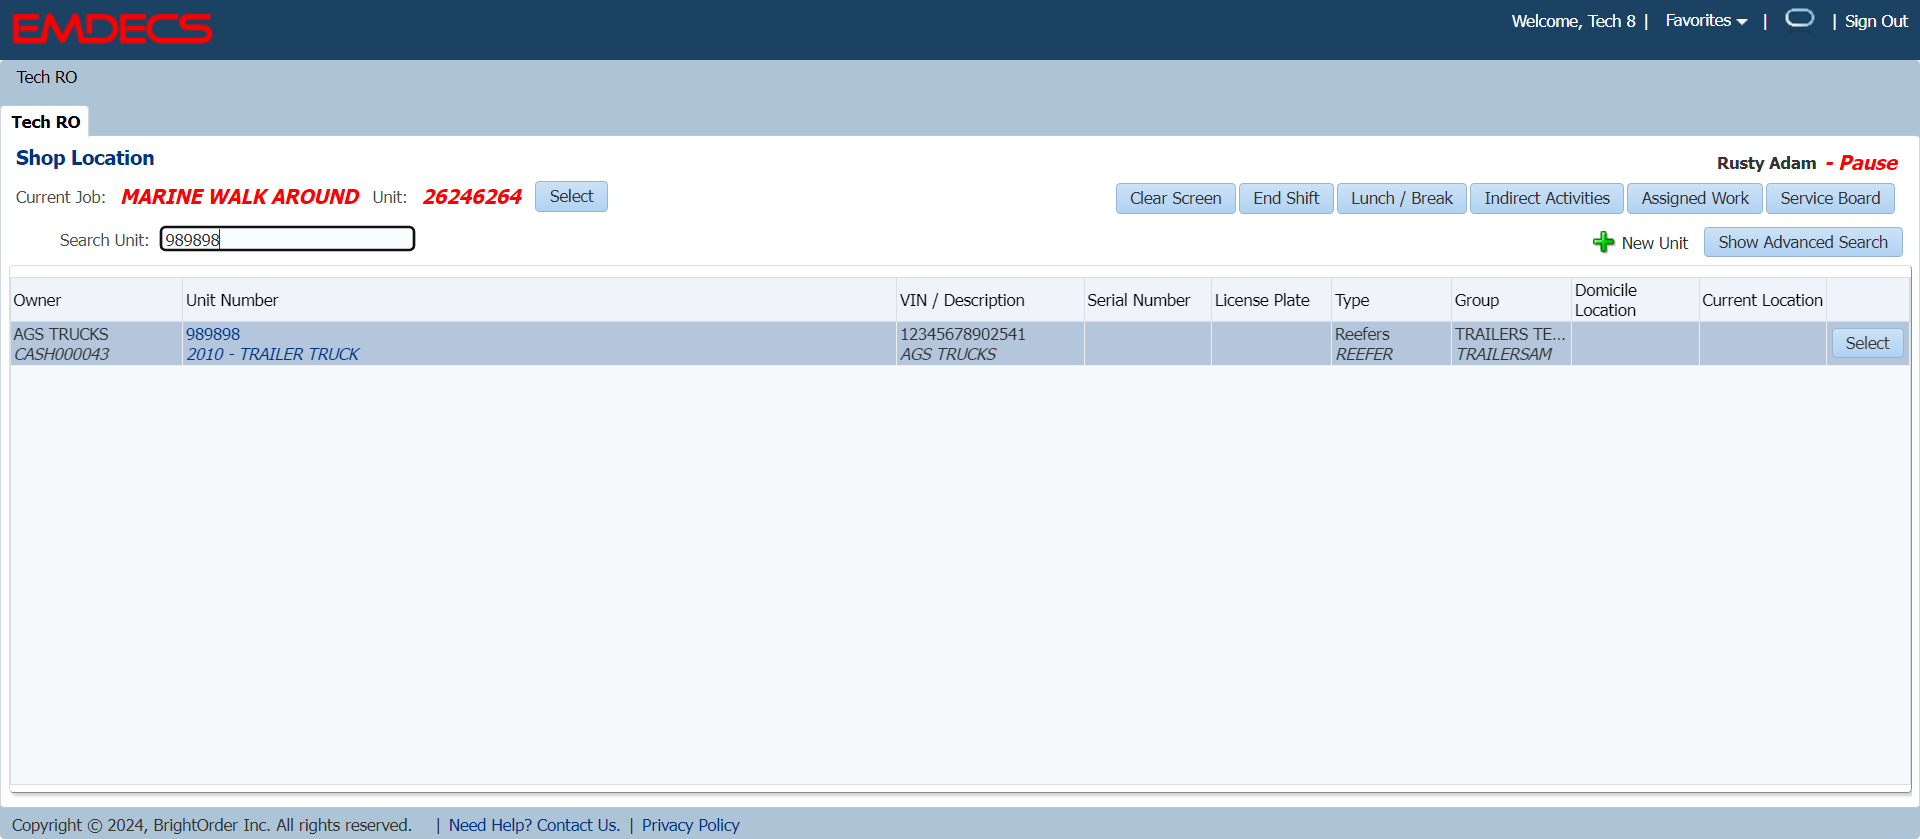 EMDECS
Welcome, Tech 8 | Favorites | | Sign Out
Tech RO
Tech RO
Shop Location
Rusty Adam - Pause
Current Job: MARINE WALK AROUND Unit: 26246264 Select
Clear Screen End Shift Lunch / Break Indirect Activities Assigned Work Service Board
Search Unit: 989898
New Unit Show Advanced Search
Owner Unit Number VIN / Description Serial Number License Plate Type Group Domicile Location Current Location
AGS TRUCKS 989898 12345678902541 Reefers TRAILERS TE...
CASH000043 2010 - TRAILER TRUCK AGS TRUCKS REEFER TRAILERSAM
Select
Copyright © 2024, BrightOrder Inc. All rights reserved. | Need Help? Contact Us. | Privacy Policy